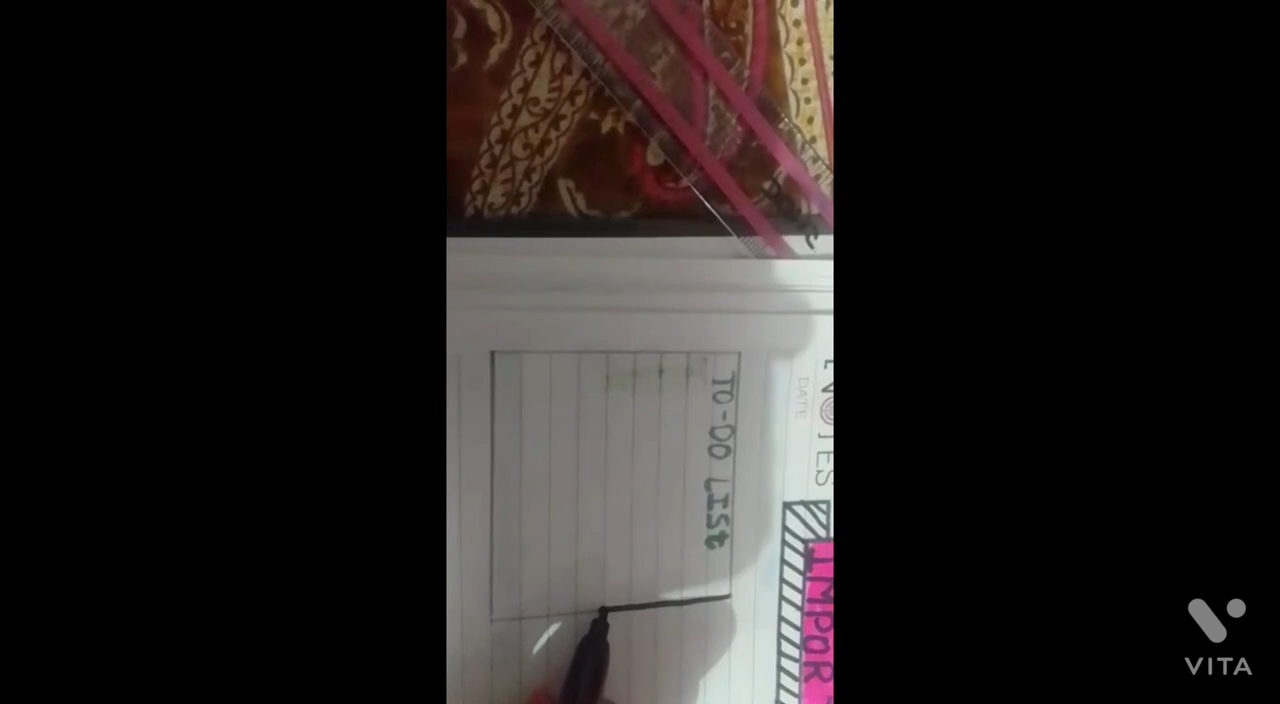 NOTES
DATE
IMPOR
TO-DO LISt
VITA